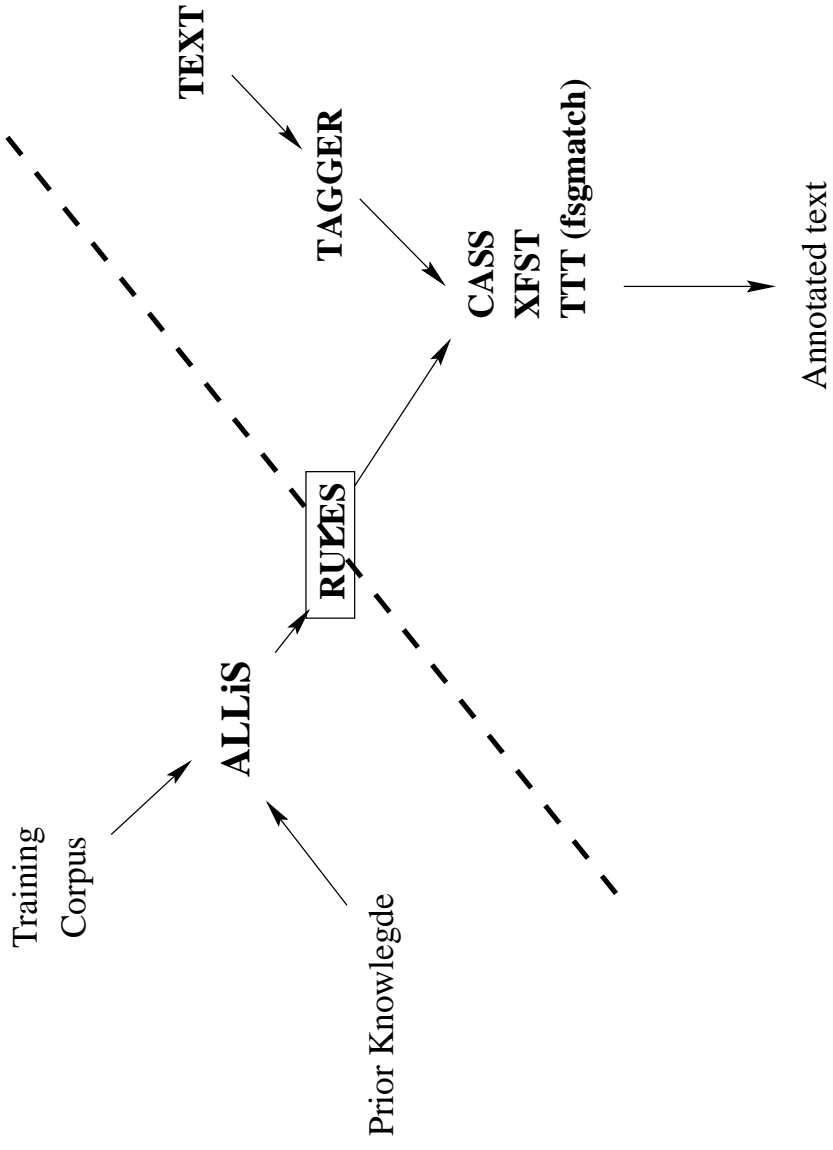 Training
Corpus
Prior Knowlegde
ALLiS
RULES
TEXT
TAGGER
CASS
XFST
TTT (fsgmatch)
Annotated text